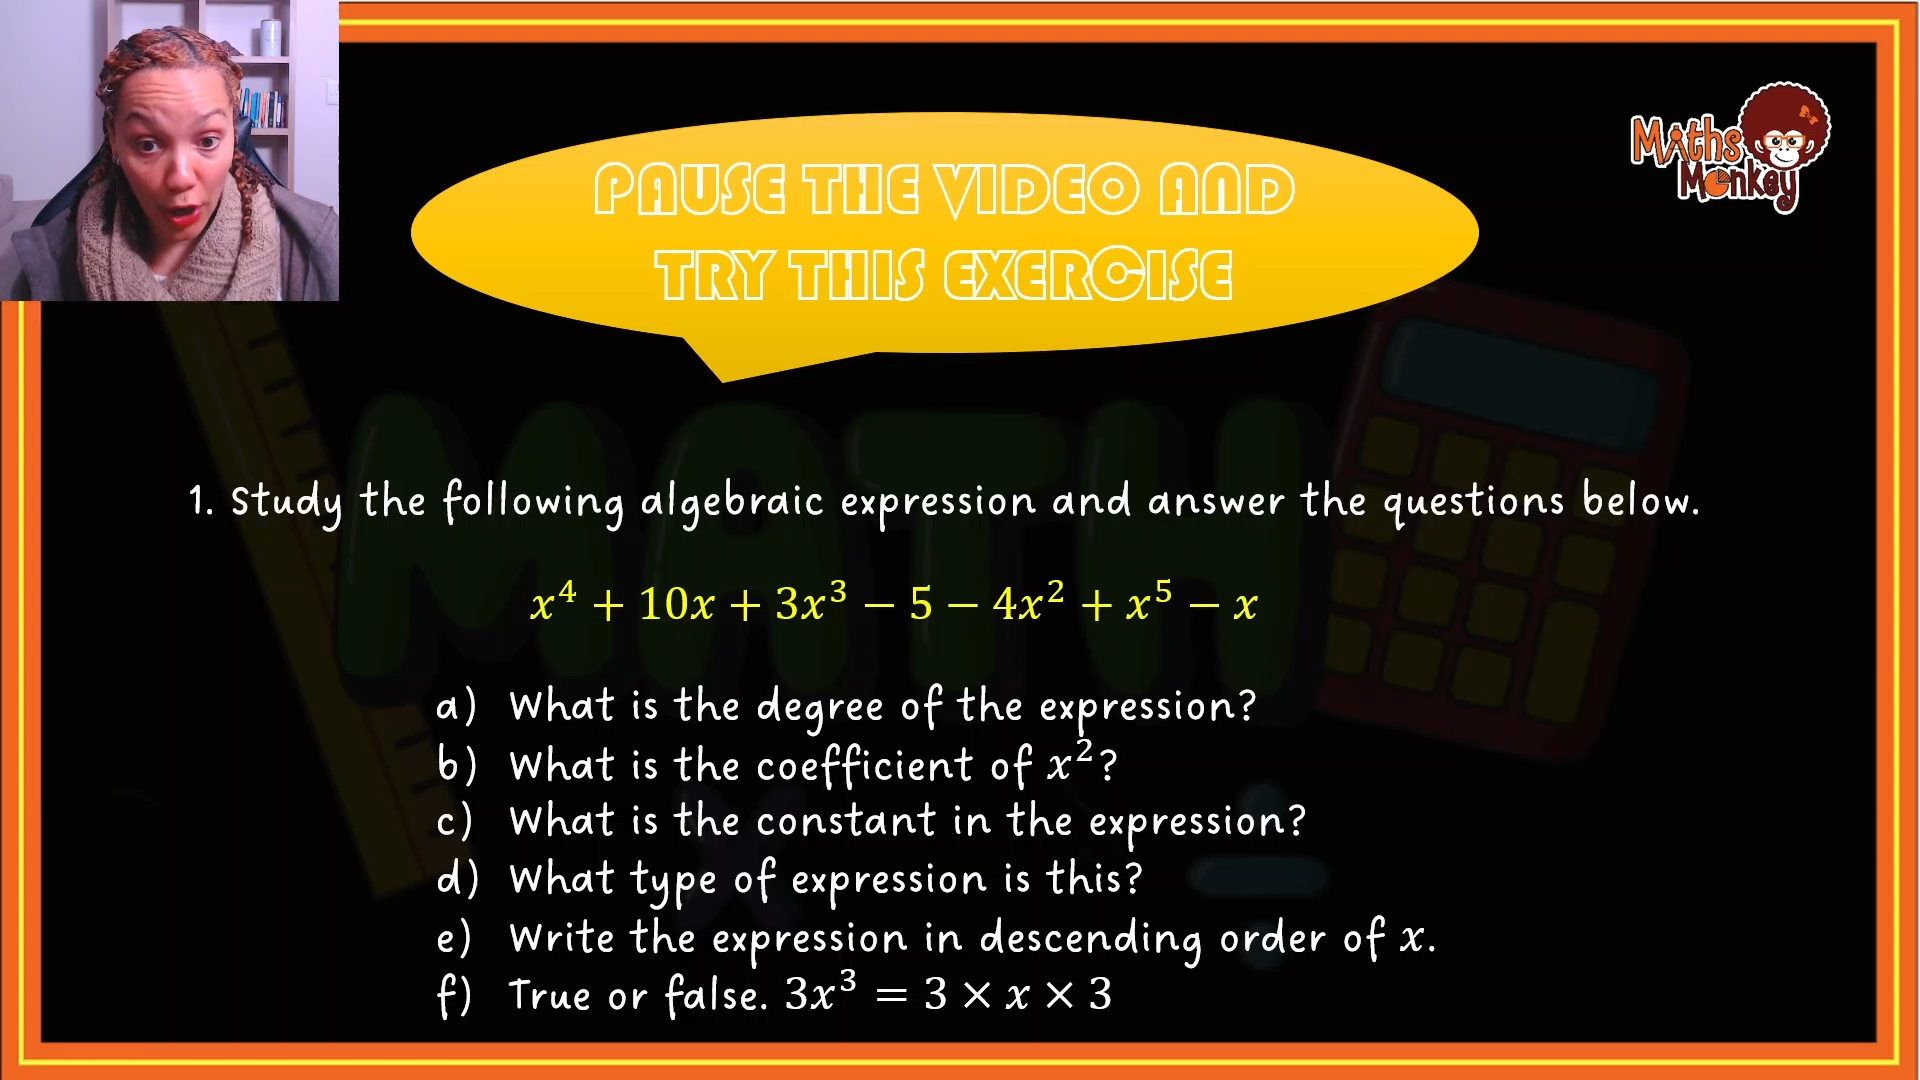 Maths
Monkey
PAUSE THE VIDEO AND
TRY THIS EXERCISE
MATH
1. Study the following algebraic expression and answer the questions below.
x⁴ + 10x + 3x³ − 5 − 4x² + x⁵ − x
a) What is the degree of the expression?
b) What is the coefficient of x²?
c) What is the constant in the expression?
d) What type of expression is this?
e) Write the expression in descending order of x.
f) True or false. 3x³ = 3 × x × 3